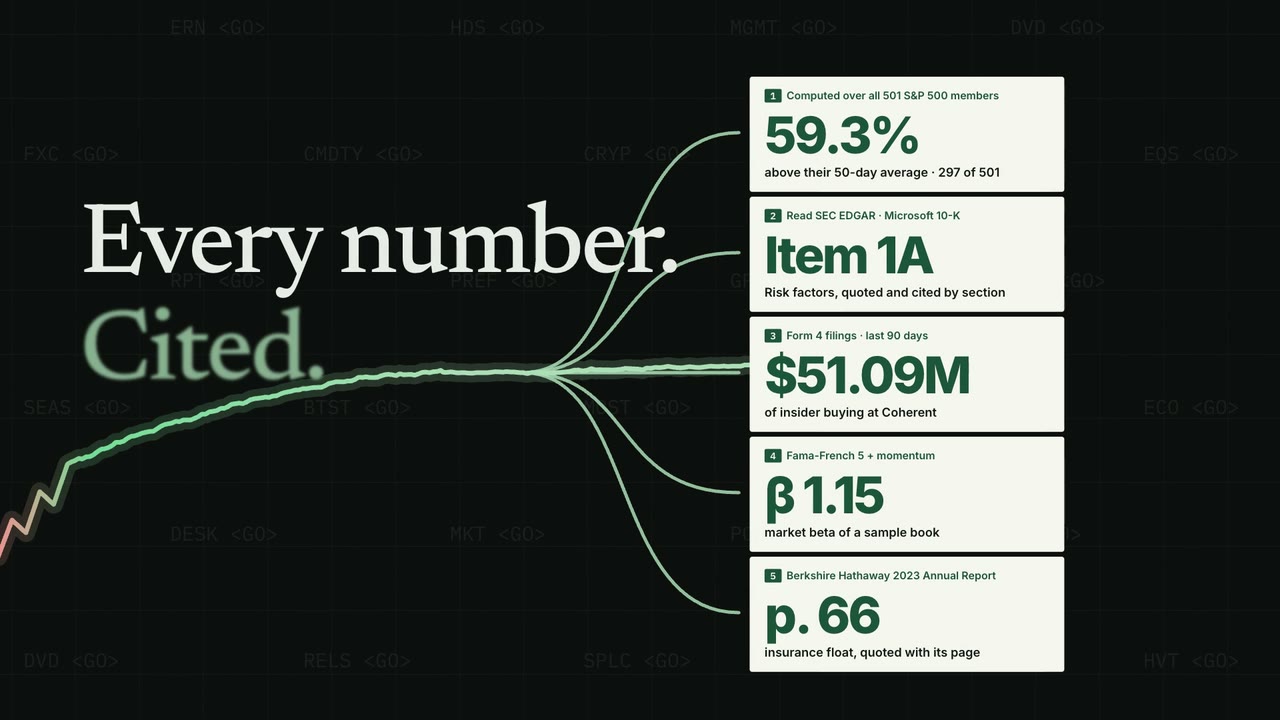 ERN <GO> HDS <GO> MGMT <GO> DVD <GO>
FXC <GO> CMDTY <GO> CRYP <GO> EQS <GO>
Every number.
Cited.
RPT <GO> PREF <GO>
SEAS <GO> BTST <GO> <GO> ECO <GO>
DESK <GO> MKT <GO>
DVD <GO> RELS <GO> SPLC <GO> HVT <GO>
1 Computed over all 501 S&P 500 members
59.3%
above their 50-day average · 297 of 501
2 Read SEC EDGAR · Microsoft 10-K
Item 1A
Risk factors, quoted and cited by section
3 Form 4 filings · last 90 days
$51.09M
of insider buying at Coherent
4 Fama-French 5 + momentum
β 1.15
market beta of a sample book
5 Berkshire Hathaway 2023 Annual Report
p. 66
insurance float, quoted with its page